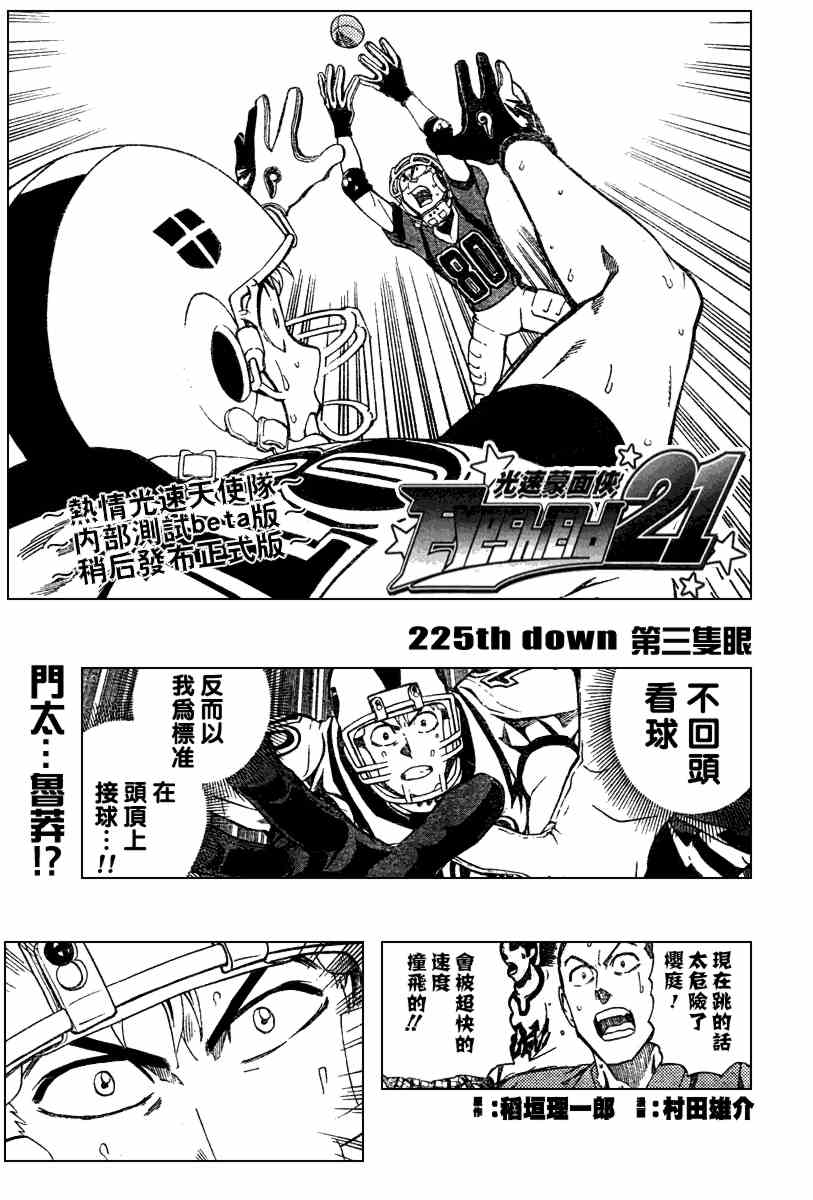 80
～熱情光速天使隊～
內部測試beta版
～稍后發布正式版～
光速蒙面俠
EYESHIELD 21
225th down 第三隻眼
不回頭
看球
反而以
我爲標准
在
頭頂上
接球…!!
門太…魯莽!?
現在跳的話
太危險了
櫻庭!
會被超快的
速度
撞飛的!!
原作:稻垣理一郎 漫畫:村田雄介